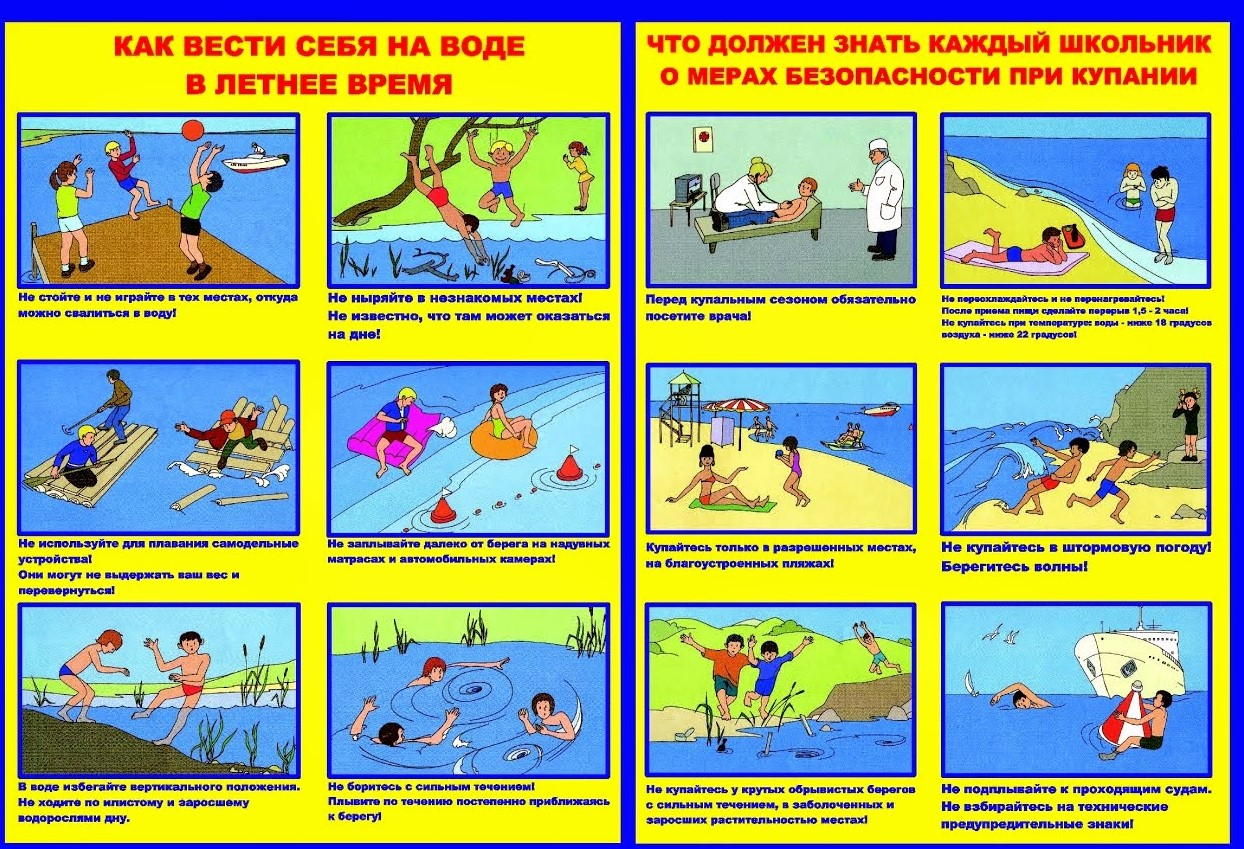 КАК ВЕСТИ СЕБЯ НА ВОДЕ
В ЛЕТНЕЕ ВРЕМЯ
Не стойте и не играйте в тех местах, откуда
можно свалиться в воду!
Не ныряйте в незнакомых местах!
Не известно, что там может оказаться
на дне!
Не используйте для плавания самодельные
устройства!
Они могут не выдержать ваш вес и
перевернуться!
Не заплывайте далеко от берега на надувных
матрасах и автомобильных камерах!
В воде избегайте вертикального положения.
Не ходите по илистому и заросшему
водорослями дну.
Не боритесь с сильным течением!
Плывите по течению постепенно приближаясь
к берегу!
ЧТО ДОЛЖЕН ЗНАТЬ КАЖДЫЙ ШКОЛЬНИК
О МЕРАХ БЕЗОПАСНОСТИ ПРИ КУПАНИИ
Перед купальным сезоном обязательно
посетите врача!
Не переохлаждайтесь и не перенагревайтесь!
После приема пищи сделайте перерыв 1,5 - 2 часа!
Не купайтесь при температуре: воды - ниже 18 градусов
воздуха - ниже 22 градусов!
Купайтесь только в разрешенных местах,
на благоустроенных пляжах!
Не купайтесь в штормовую погоду!
Берегитесь волны!
Не купайтесь у крутых обрывистых берегов
с сильным течением, в заболоченных и
заросших растительностью местах!
Не подплывайте к проходящим судам.
Не взбирайтесь на технические
предупредительные знаки!